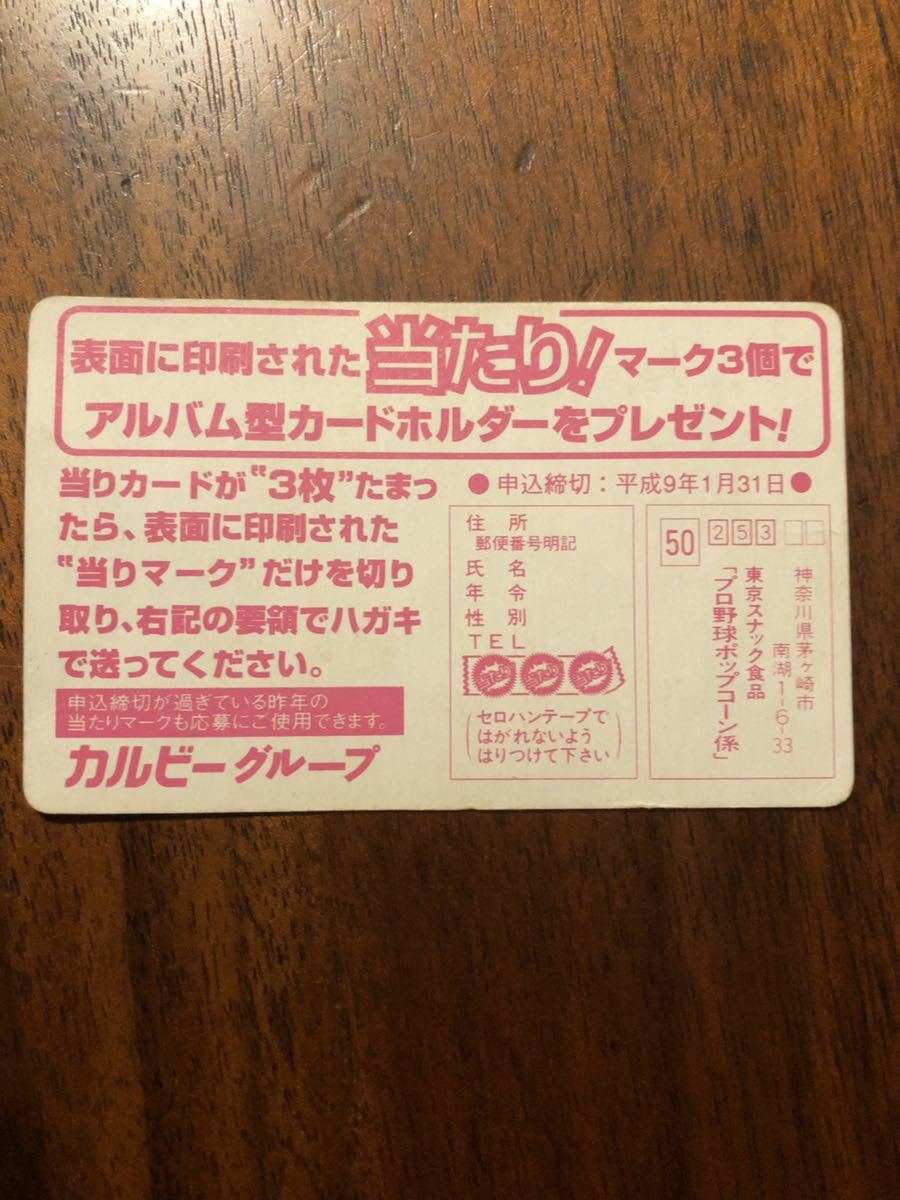 表面に印刷された当たり!マーク3個で
アルバム型カードホルダーをプレゼント!
当りカードが“3枚”たまっ
たら、表面に印刷された
“当りマーク”だけを切り
取り、右記の要領でハガキ
で送ってください。
申込締切が過ぎている昨年の
当たりマークも応募にご使用できます。
カルビーグループ
●申込締切:平成9年1月31日●
住所
郵便番号明記
氏名
年令
性別
TEL
当たり 当たり 当たり
(セロハンテープで
はがれないよう
はりつけて下さい)
50
253
神奈川県茅ヶ崎市
南湖1-6-33
東京スナック食品
「プロ野球ポップコーン係」